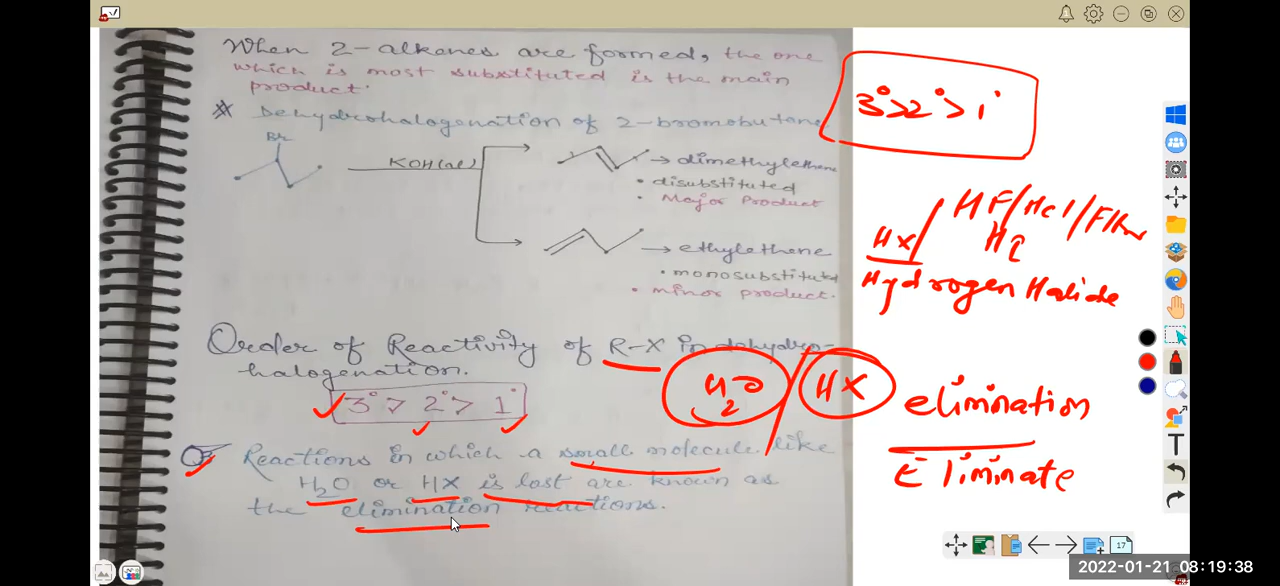 When 2-alkenes are formed, the one
which is most substituted is the main
product.
* Dehydrohalogenation of 2-bromobutane
Br
KOH(al)
→ dimethylethene
• disubstituted
• Major Product
→ ethylethene
• monosubstituted
• minor product.
Order of Reactivity of R-X in dehydro-
halogenation.
3° > 2° > 1°
Reactions in which a small molecule like
H2O or HX is lost are known as
the elimination reactions.
3° > 2° > 1°
HF/HCl/
HX/ HI
Hydrogen Halide
H2O / HX
elimination
Eliminate
T
17
2022-01-21 08:19:38